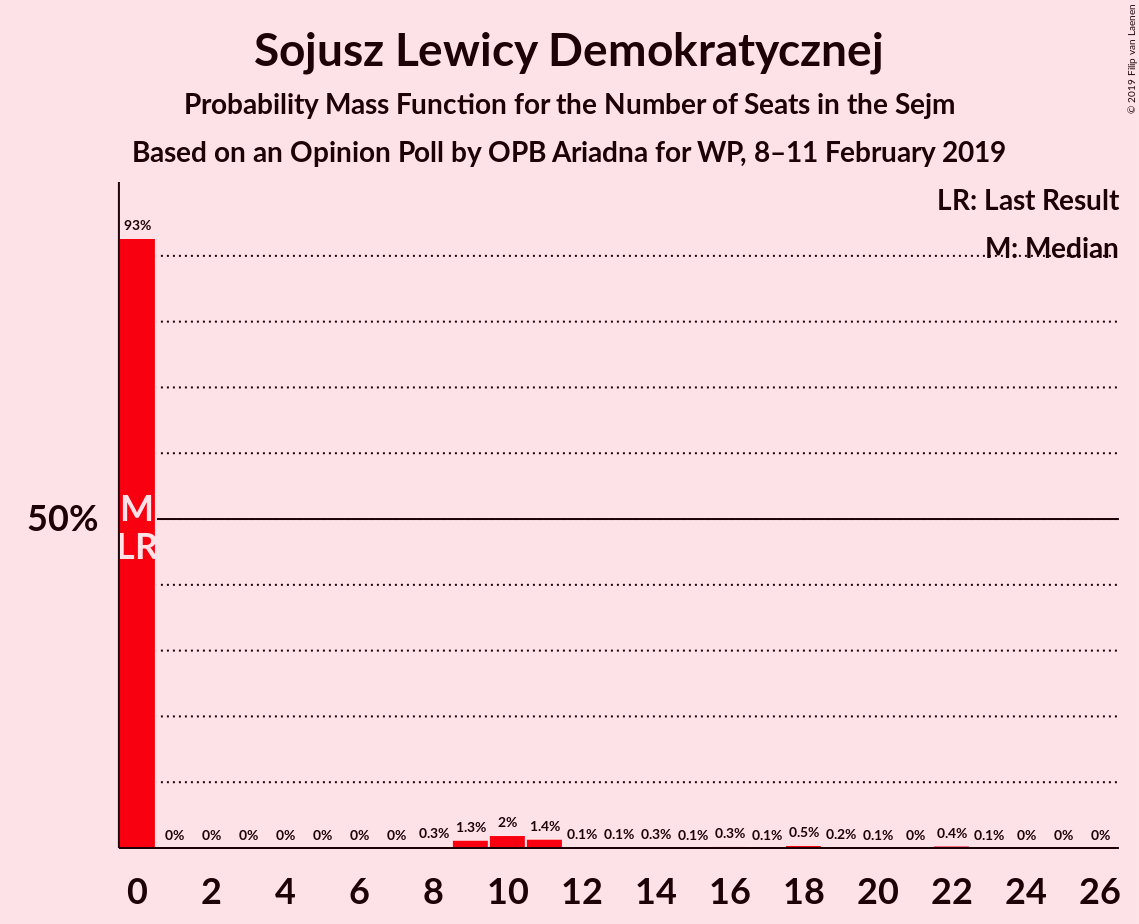 Sojusz Lewicy Demokratycznej
Probability Mass Function for the Number of Seats in the Sejm
Based on an Opinion Poll by OPB Ariadna for WP, 8–11 February 2019
© 2019 Filip van Laenen
LR: Last Result
M: Median
93%
M
LR
50%
0% 0% 0% 0% 0% 0% 0% 0.3% 1.3% 2% 1.4% 0.1% 0.1% 0.3% 0.1% 0.3% 0.1% 0.5% 0.2% 0.1% 0% 0.4% 0.1% 0% 0% 0%
0 2 4 6 8 10 12 14 16 18 20 22 24 26